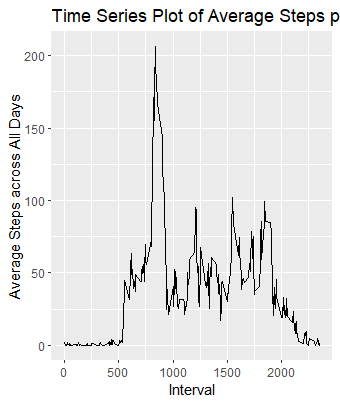 Time Series Plot of Average Steps p
200
150
100
50
0
Average Steps across All Days
0 500 1000 1500 2000
Interval